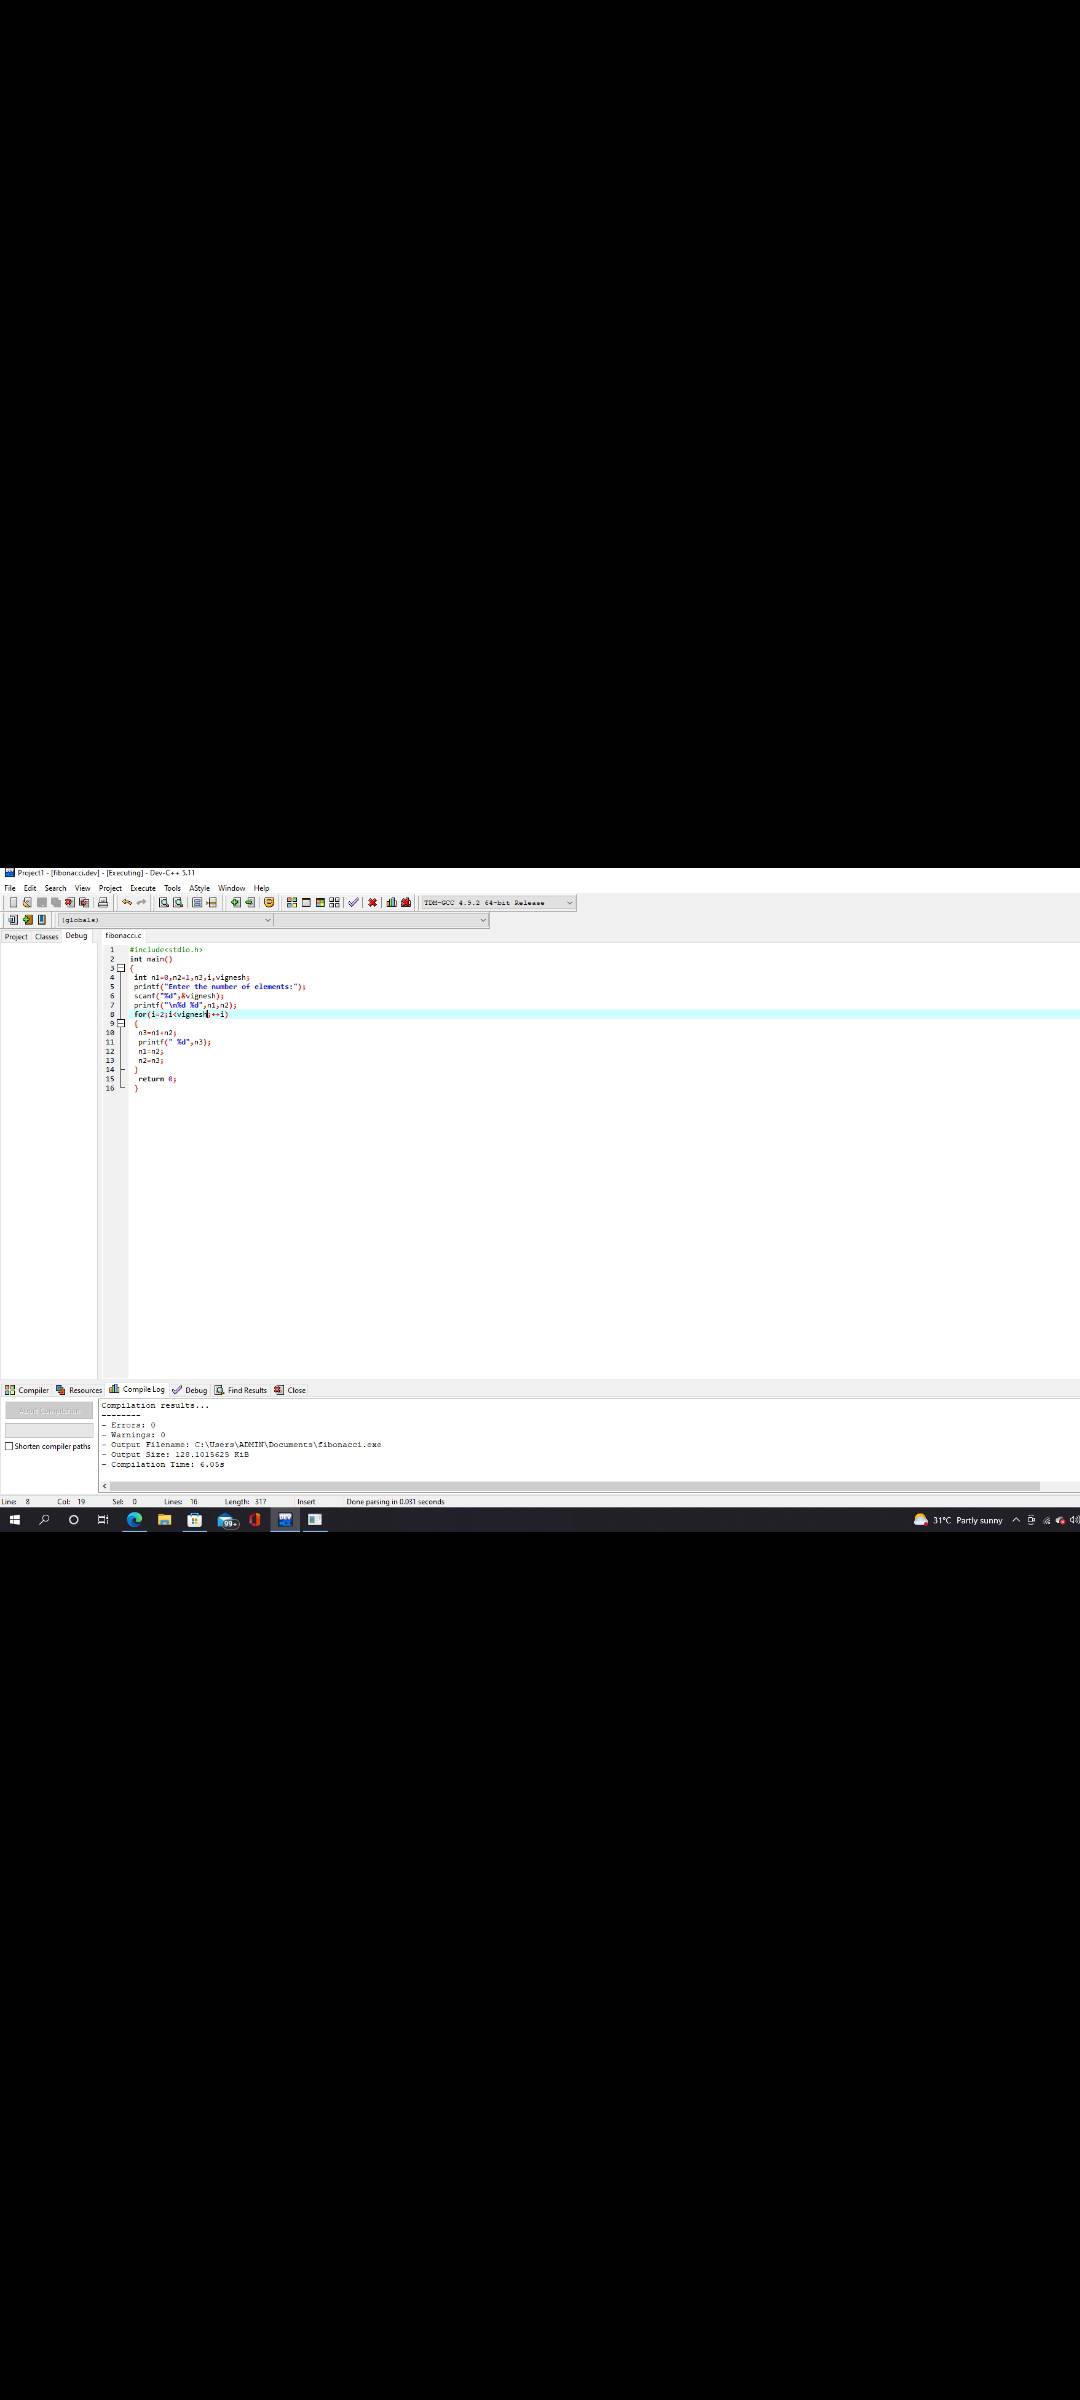 Project1 - [fibonacci.dev] - [Executing] - Dev-C++ 5.11
File Edit Search View Project Execute Tools AStyle Window Help
TDM-GCC 4.9.2 64-bit Release
(globals)
Project Classes Debug fibonacci.c
1 #include<stdio.h>
2 int main()
3 {
4 int n1=0,n2=1,n3,i,vignesh;
5 printf("Enter the number of elements:");
6 scanf("%d",&vignesh);
7 printf("\n%d %d",n1,n2);
8 for(i=2;i<vignesh;++i)
9 {
10 n3=n1+n2;
11 printf(" %d",n3);
12 n1=n2;
13 n2=n3;
14 }
15 return 0;
16 }
Compiler Resources Compile Log Debug Find Results Close
Abort Compilation
Shorten compiler paths
Compilation results...
--------
- Errors: 0
- Warnings: 0
- Output Filename: C:\Users\ADMIN\Documents\fibonacci.exe
- Output Size: 128.1015625 KiB
- Compilation Time: 6.05s
Line: 8 Col: 19 Sel: 0 Lines: 16 Length: 317 Insert Done parsing in 0.031 seconds
99+ DEV 31°C Partly sunny